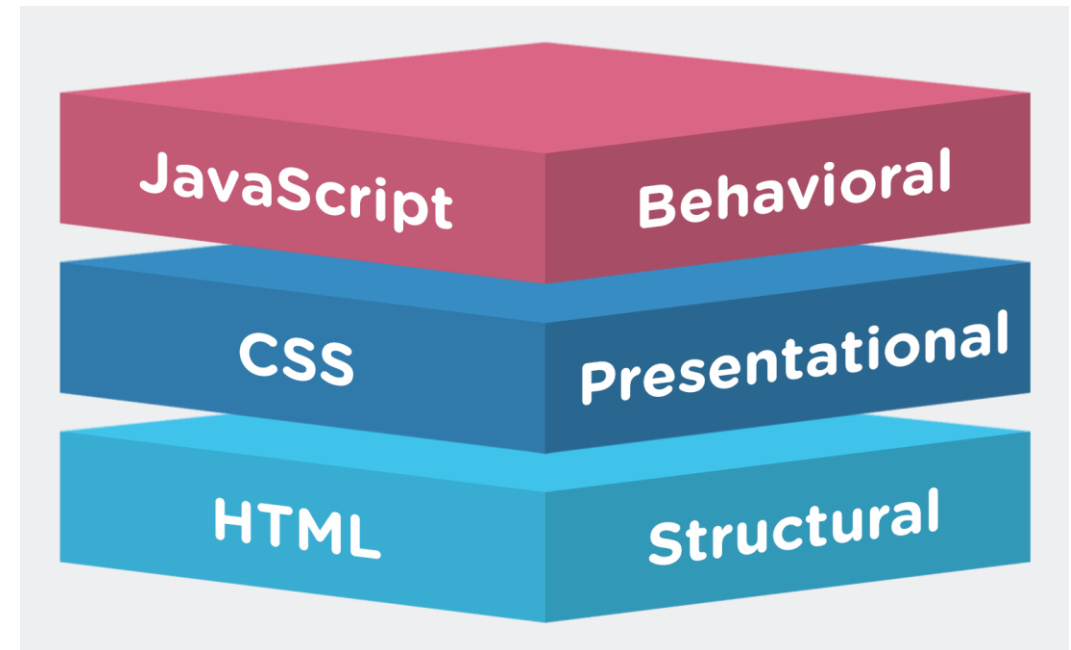 JavaScript
Behavioral
CSS
Presentational
HTML
Structural